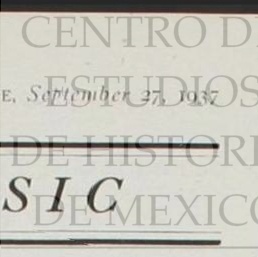 CENTRO D
E, September 27, 1937
ESTUDIOS
DE HISTORI
SIC
DE MEXICO